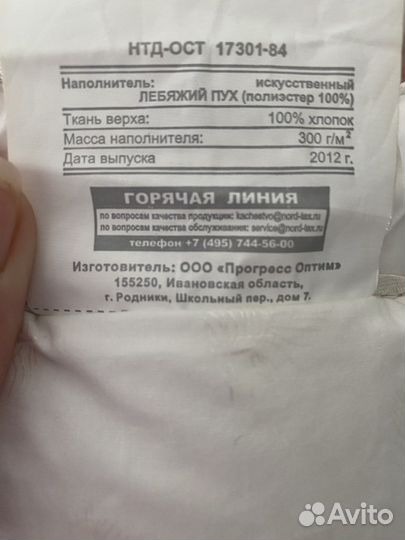 НТД-ОСТ 17301-84
Наполнитель: искусственный
ЛЕБЯЖИЙ ПУХ (полиэстер 100%)
Ткань верха: 100% хлопок
Масса наполнителя: 300 г/м²
Дата выпуска 2012 г.
ГОРЯЧАЯ ЛИНИЯ
по вопросам качества продукции: kachestvo@nord-tex.ru
по вопросам качества обслуживания: service@nord-tex.ru
телефон +7 (495) 744-56-00
Изготовитель: ООО «Прогресс Оптим»
155250, Ивановская область,
г. Родники, Школьный пер., дом 7.
Avito